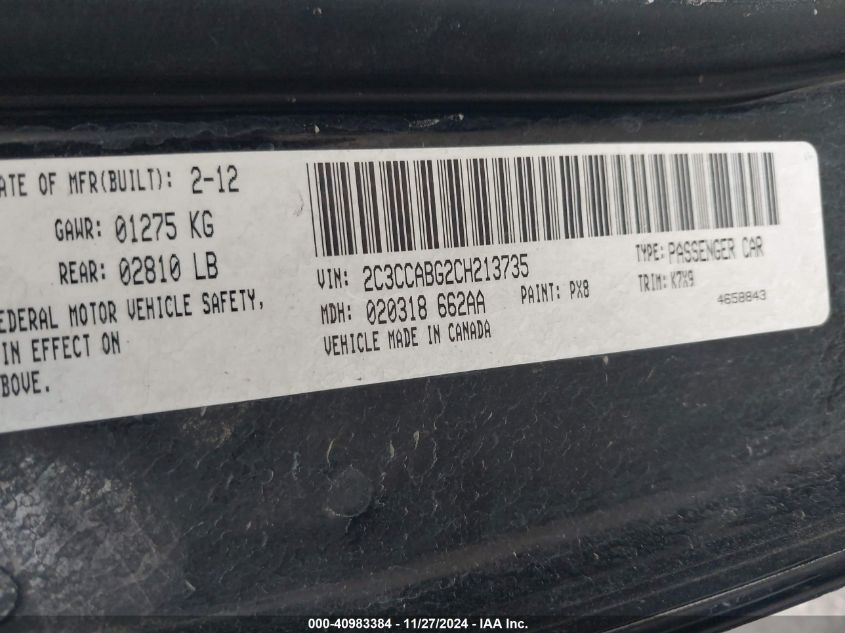 ATE OF MFR(BUILT): 2-12
GAWR: 01275 KG
REAR: 02810 LB
EDERAL MOTOR VEHICLE SAFETY,
IN EFFECT ON
BOVE.
VIN: 2C3CCABG2CH213735
TYPE: PASSENGER CAR
MDH: 020318 662AA
PAINT: PX8
TRIM: K7X9
VEHICLE MADE IN CANADA
4658843
000-40983384 - 11/27/2024 - IAA Inc.